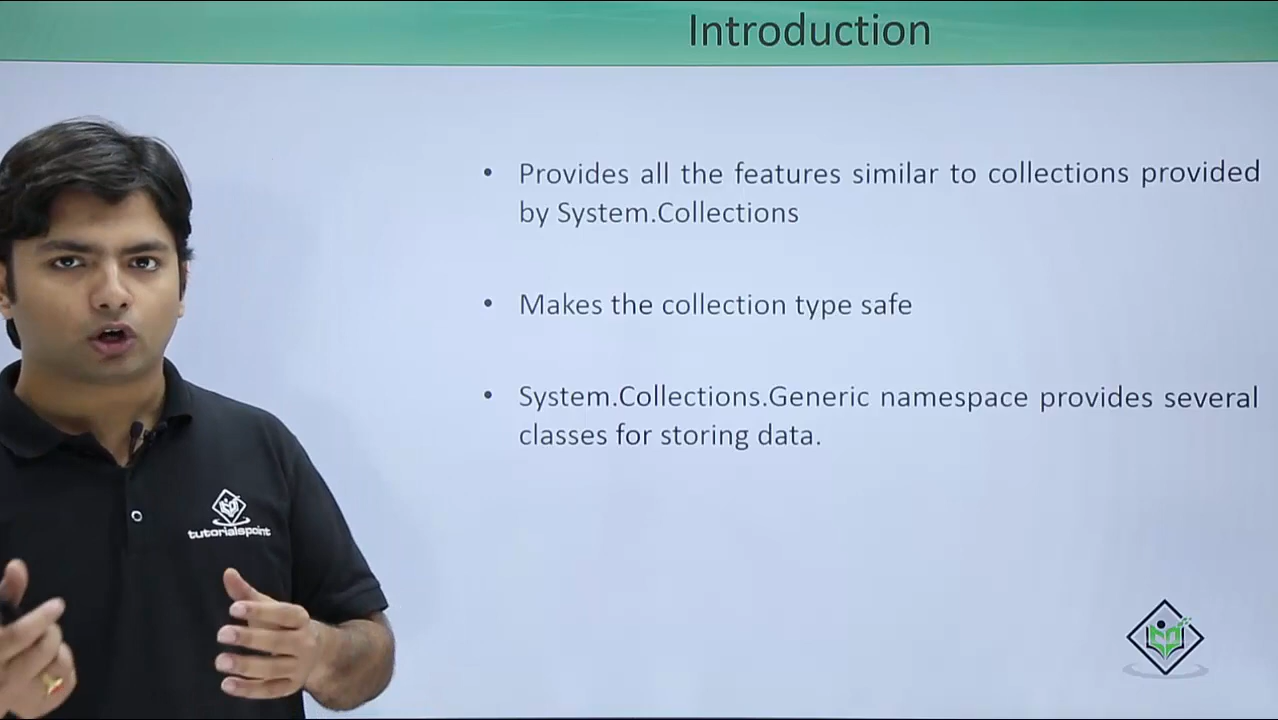 Introduction
• Provides all the features similar to collections provided
by System.Collections
• Makes the collection type safe
• System.Collections.Generic namespace provides several
classes for storing data.
tutorialspoint